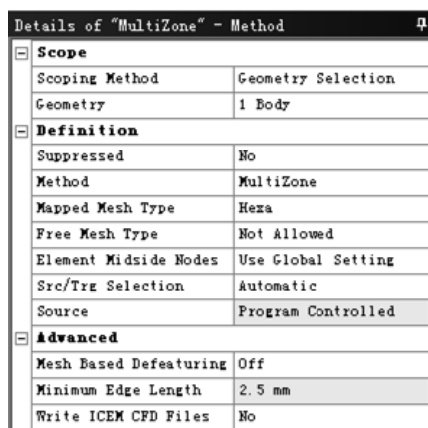 Details of "MultiZone" - Method
Scope
Scoping Method Geometry Selection
Geometry 1 Body
Definition
Suppressed No
Method MultiZone
Mapped Mesh Type Hexa
Free Mesh Type Not Allowed
Element Midside Nodes Use Global Setting
Src/Trg Selection Automatic
Source Program Controlled
Advanced
Mesh Based Defeaturing Off
Minimum Edge Length 2.5 mm
Write ICEM CFD Files No